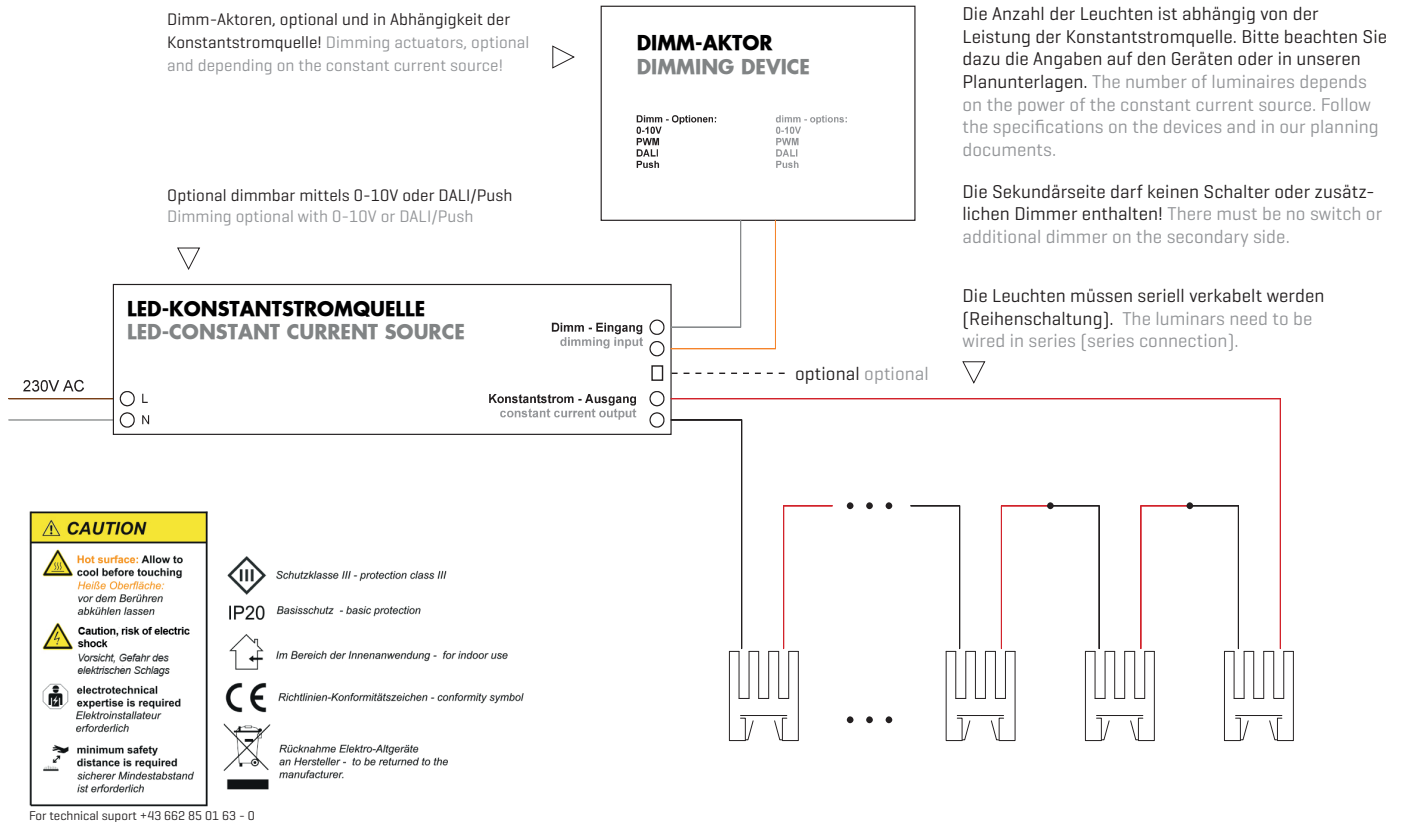 Dimm-Aktoren, optional und in Abhängigkeit der
Konstantstromquelle! Dimming actuators, optional
and depending on the constant current source!
DIMM-AKTOR
DIMMING DEVICE
Dimm - Optionen:
0-10V
PWM
DALI
Push
dimm - options:
0-10V
PWM
DALI
Push
Die Anzahl der Leuchten ist abhängig von der
Leistung der Konstantstromquelle. Bitte beachten Sie
dazu die Angaben auf den Geräten oder in unseren
Planunterlagen. The number of luminaires depends
on the power of the constant current source. Follow
the specifications on the devices and in our planning
documents.
Die Sekundärseite darf keinen Schalter oder zusätz-
lichen Dimmer enthalten! There must be no switch or
additional dimmer on the secondary side.
Die Leuchten müssen seriell verkabelt werden
(Reihenschaltung). The luminars need to be
wired in series (series connection).
Optional dimmbar mittels 0-10V oder DALI/Push
Dimming optional with 0-10V or DALI/Push
LED-KONSTANTSTROMQUELLE
LED-CONSTANT CURRENT SOURCE
Dimm - Eingang
dimming input
optional optional
Konstantstrom - Ausgang
constant current output
230V AC
L
N
CAUTION
Hot surface: Allow to
cool before touching
Heiße Oberfläche:
vor dem Berühren
abkühlen lassen
Caution, risk of electric
shock
Vorsicht, Gefahr des
elektrischen Schlags
electrotechnical
expertise is required
Elektroinstallateur
erforderlich
minimum safety
distance is required
sicherer Mindestabstand
ist erforderlich
III
Schutzklasse III - protection class III
IP20
Basisschutz - basic protection
Im Bereich der Innenanwendung - for indoor use
CE
Richtlinien-Konformitätszeichen - conformity symbol
Rücknahme Elektro-Altgeräte
an Hersteller - to be returned to the
manufacturer.
For technical suport +43 662 85 01 63 - 0